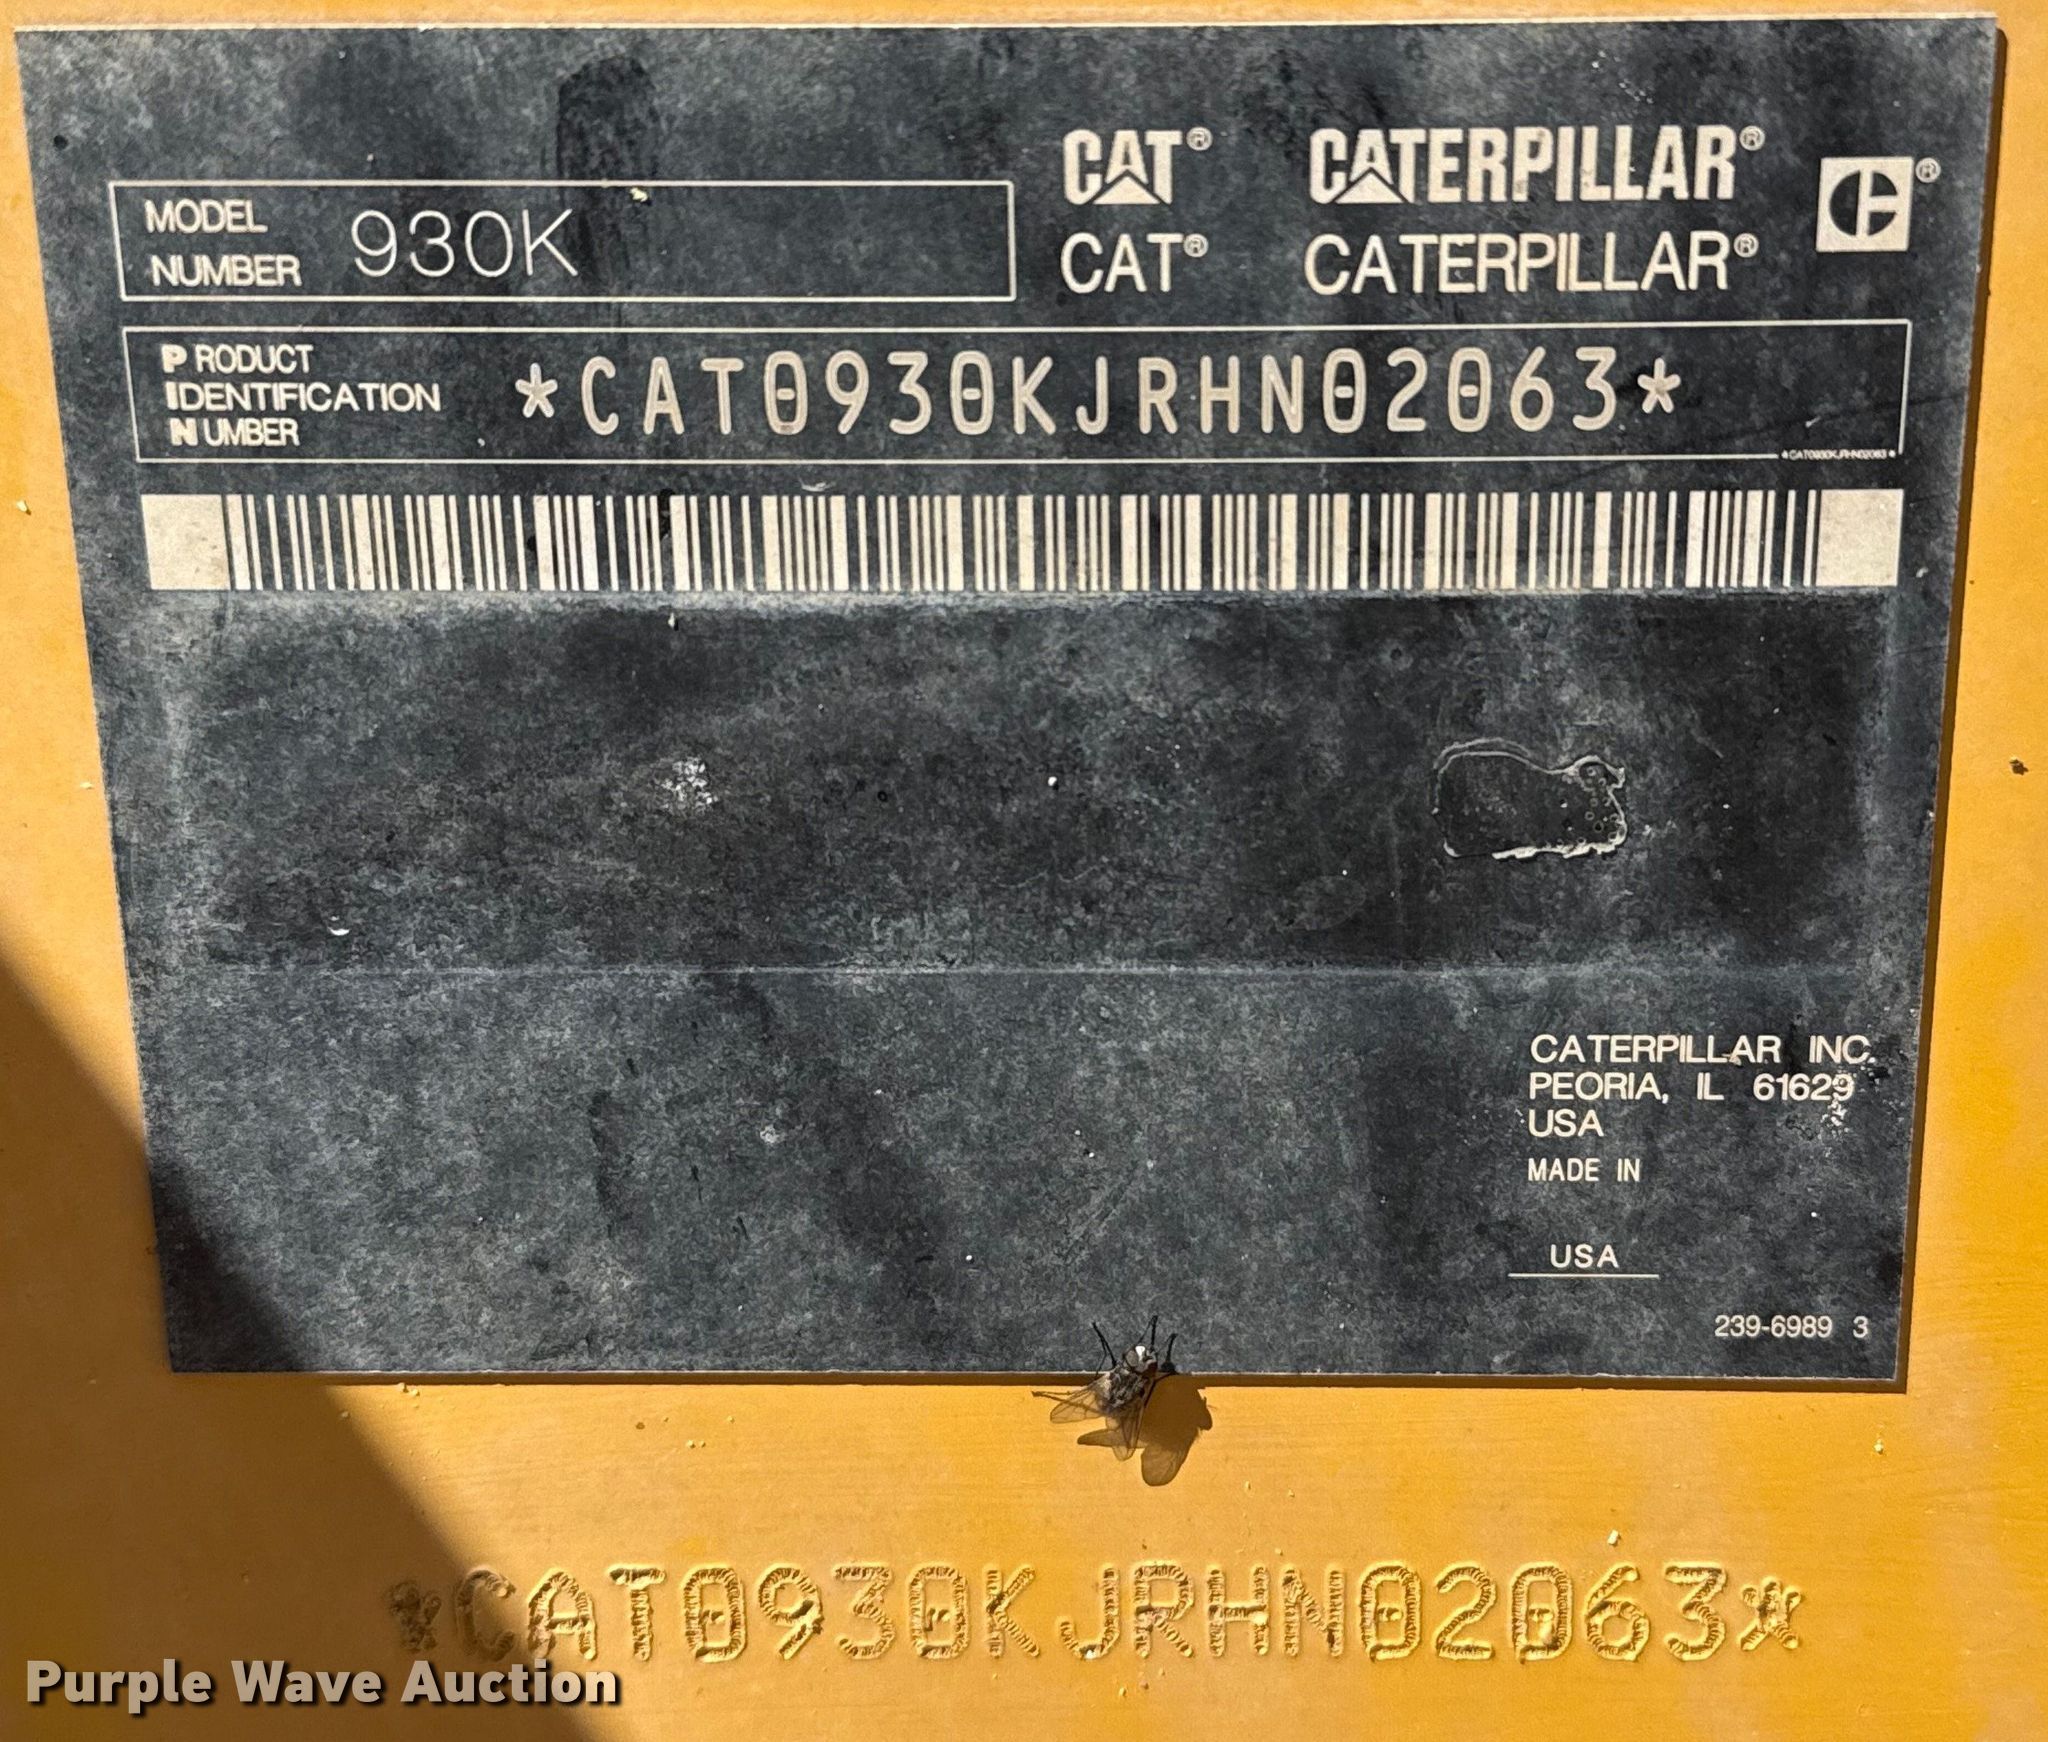 MODEL NUMBER 930K
CAT® CATERPILLAR® ®
CAT® CATERPILLAR®
PRODUCT
IDENTIFICATION
NUMBER
*CAT0930KJRHN02063*
*CAT0930KJRHN02063*
CATERPILLAR INC.
PEORIA, IL 61629
USA
MADE IN
USA
239-6989 3
*CAT0930KJRHN02063*
Purple Wave Auction